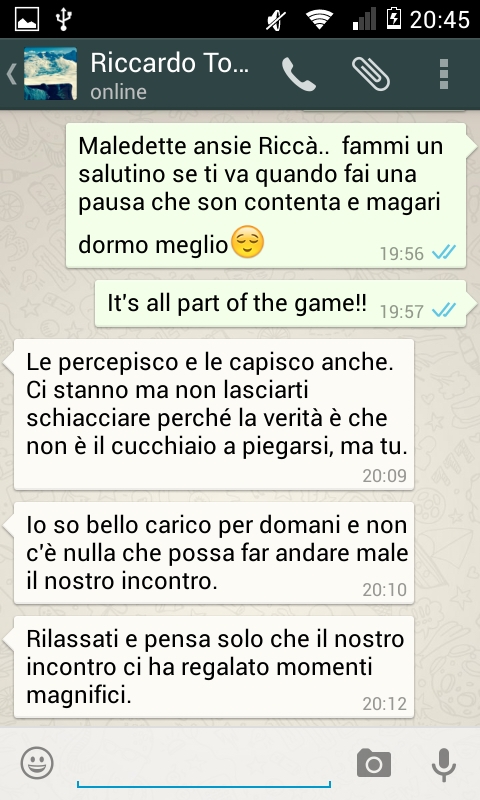 20:45
Riccardo To...
online
Maledette ansie Riccà.. fammi un
salutino se ti va quando fai una
pausa che son contenta e magari
dormo meglio😌
19:56
It's all part of the game!!
19:57
Le percepisco e le capisco anche.
Ci stanno ma non lasciarti
schiacciare perché la verità è che
non è il cucchiaio a piegarsi, ma tu.
20:09
Io so bello carico per domani e non
c'è nulla che possa far andare male
il nostro incontro.
20:10
Rilassati e pensa solo che il nostro
incontro ci ha regalato momenti
magnifici.
20:12